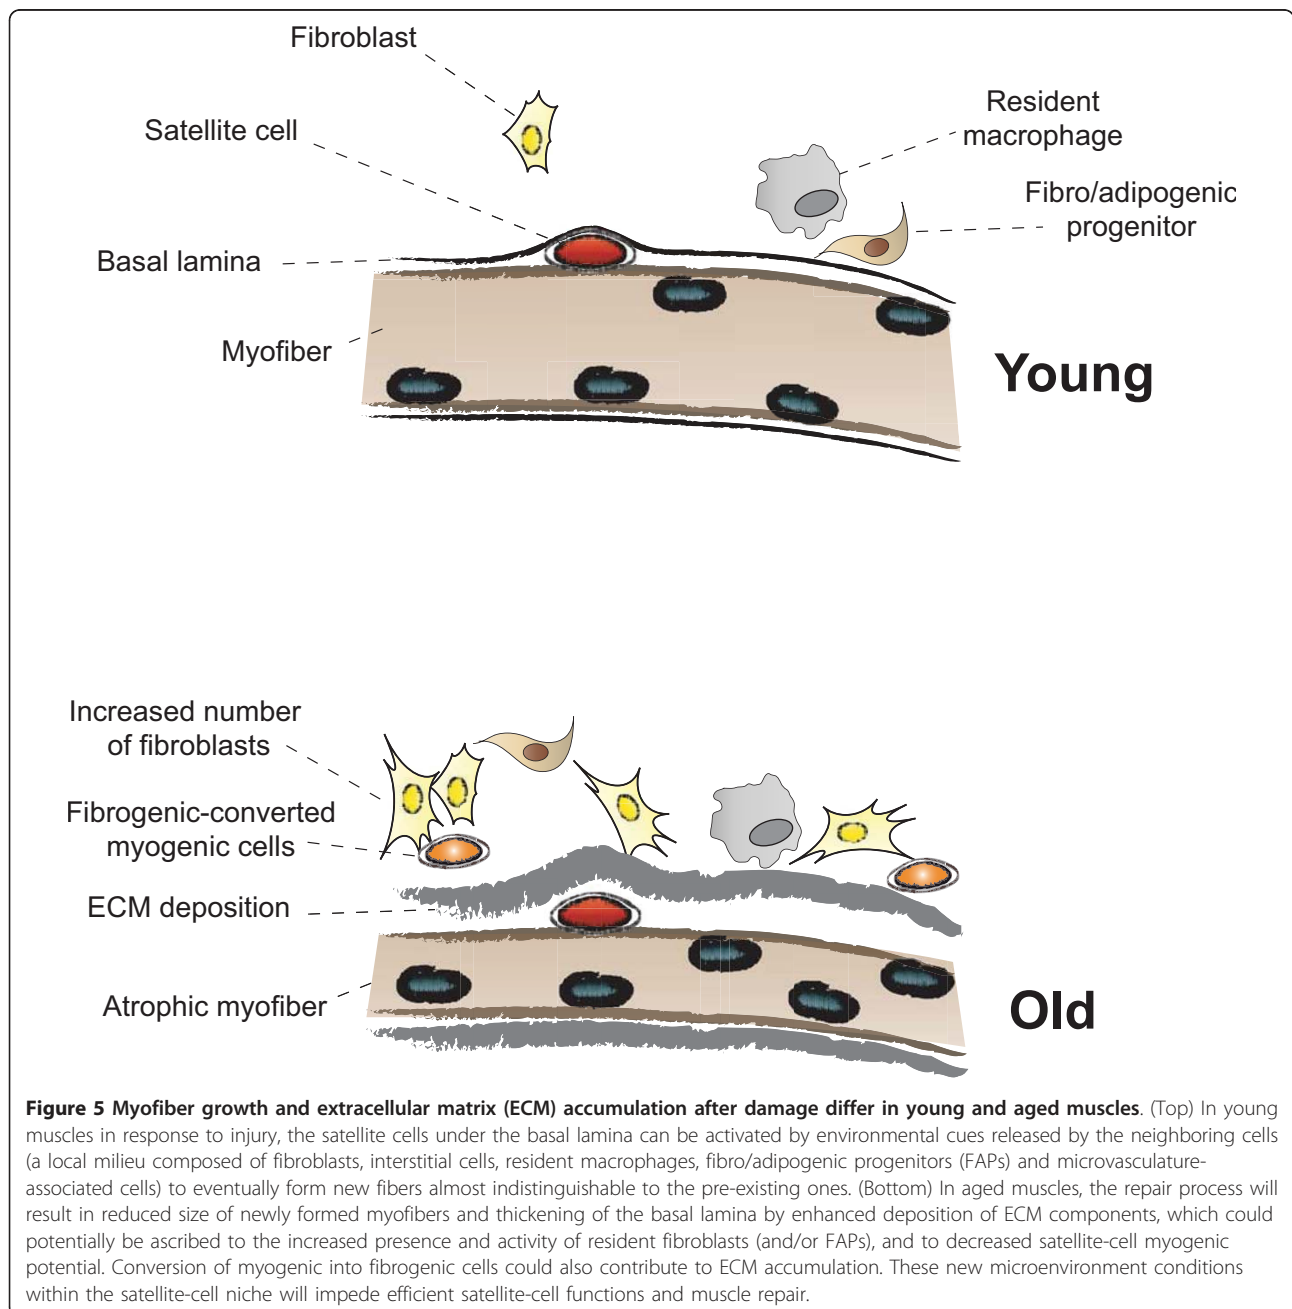 Fibroblast
Satellite cell
Resident
macrophage
Fibro/adipogenic
progenitor
Basal lamina
Myofiber
Young
Increased number
of fibroblasts
Fibrogenic-converted
myogenic cells
ECM deposition
Atrophic myofiber
Old
Figure 5 Myofiber growth and extracellular matrix (ECM) accumulation after damage differ in young and aged muscles. (Top) In young
muscles in response to injury, the satellite cells under the basal lamina can be activated by environmental cues released by the neighboring cells
(a local milieu composed of fibroblasts, interstitial cells, resident macrophages, fibro/adipogenic progenitors (FAPs) and microvasculature-
associated cells) to eventually form new fibers almost indistinguishable to the pre-existing ones. (Bottom) In aged muscles, the repair process will
result in reduced size of newly formed myofibers and thickening of the basal lamina by enhanced deposition of ECM components, which could
potentially be ascribed to the increased presence and activity of resident fibroblasts (and/or FAPs), and to decreased satellite-cell myogenic
potential. Conversion of myogenic into fibrogenic cells could also contribute to ECM accumulation. These new microenvironment conditions
within the satellite-cell niche will impede efficient satellite-cell functions and muscle repair.